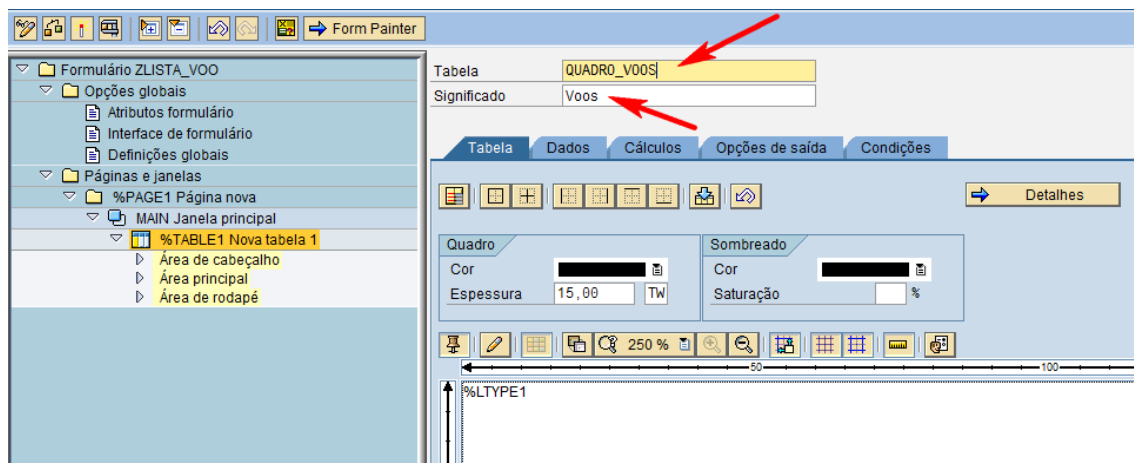 Form Painter
Formulário ZLISTA_VOO
Opções globais
Atributos formulário
Interface de formulário
Definições globais
Páginas e janelas
%PAGE1 Página nova
MAIN Janela principal
%TABLE1 Nova tabela 1
Área de cabeçalho
Área principal
Área de rodapé
Tabela QUADRO_VOOS
Significado Voos
Tabela Dados Cálculos Opções de saída Condições
Detalhes
Quadro
Cor
Espessura 15,00 TW
Sombreado
Cor
Saturação %
250 %
50 100
%LTYPE1